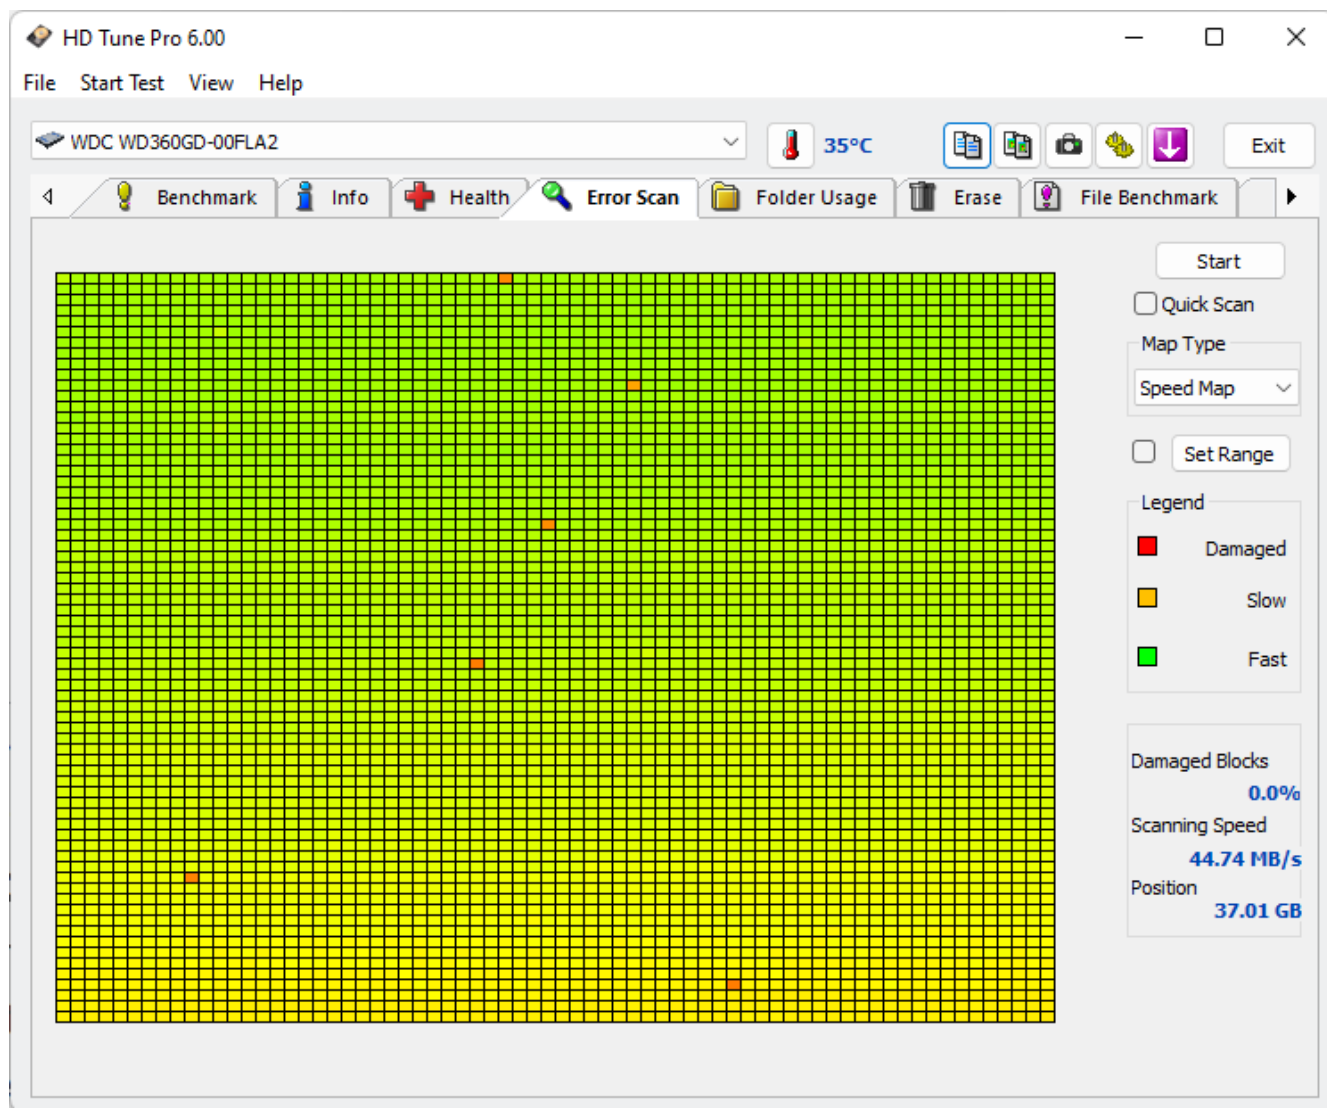 HD Tune Pro 6.00
File Start Test View Help
WDC WD360GD-00FLA2
35°C
Exit
Benchmark Info Health Error Scan Folder Usage Erase File Benchmark
Start
Quick Scan
Map Type
Speed Map
Set Range
Legend
Damaged
Slow
Fast
Damaged Blocks
0.0%
Scanning Speed
44.74 MB/s
Position
37.01 GB